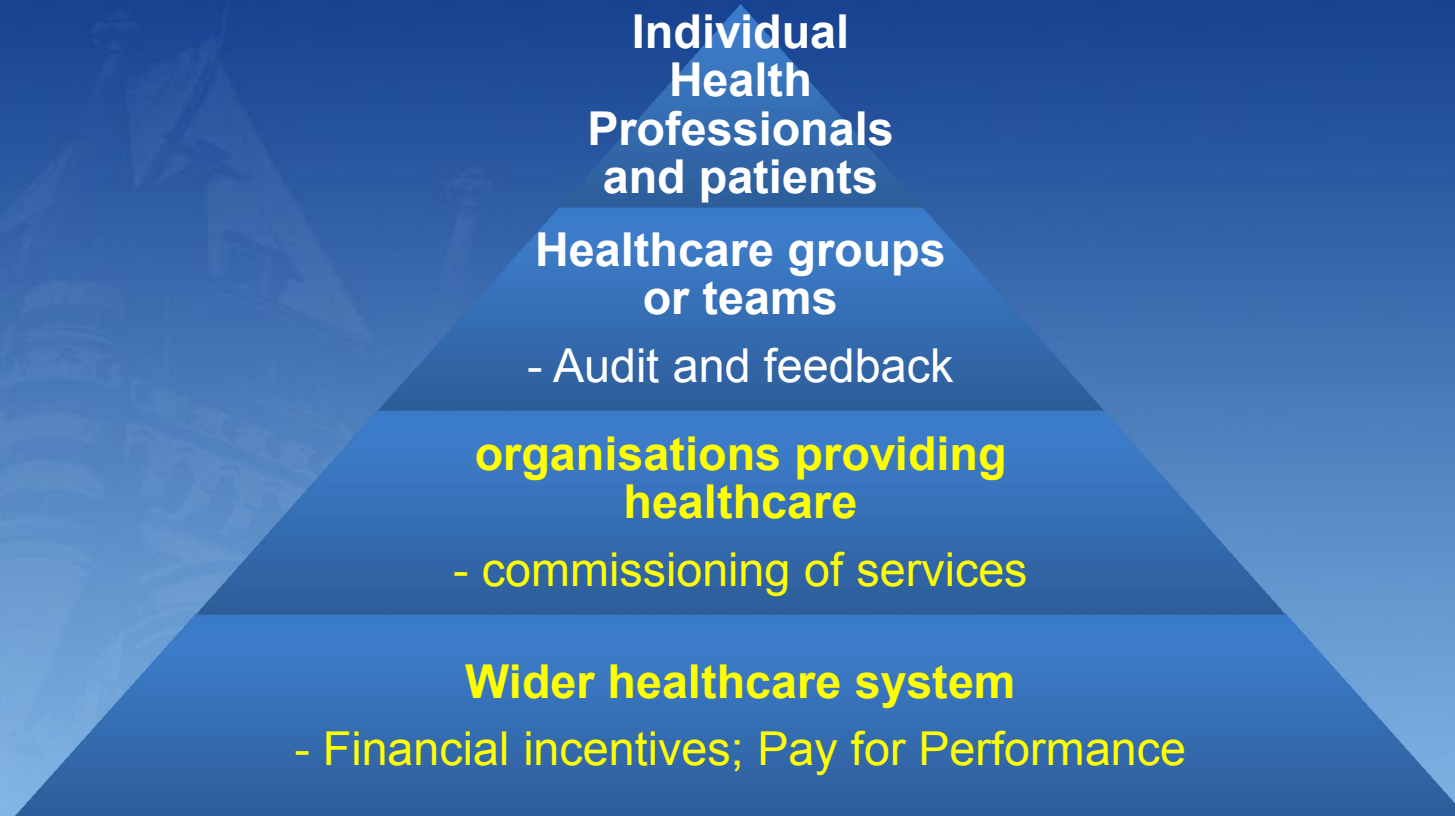 Individual
Health
Professionals
and patients
Healthcare groups
or teams
- Audit and feedback
organisations providing
healthcare
- commissioning of services
Wider healthcare system
- Financial incentives; Pay for Performance